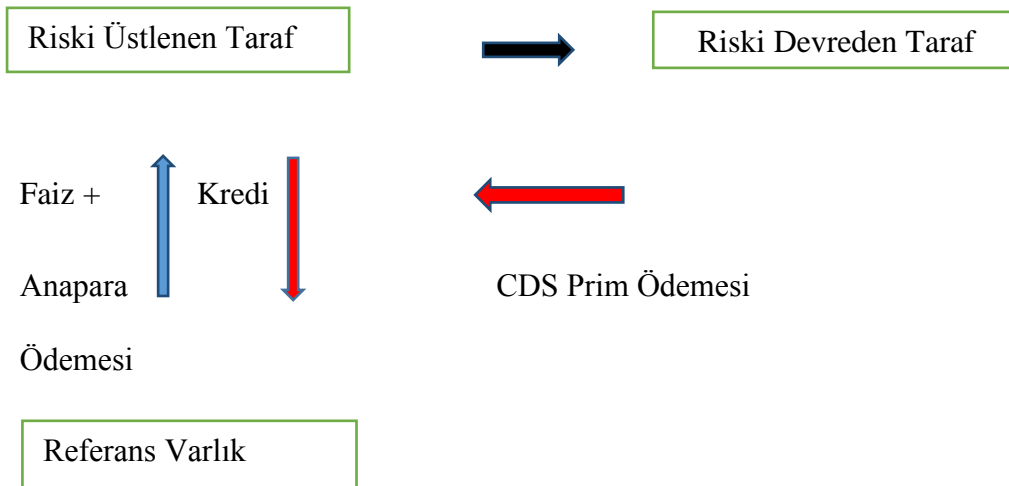 Riski Üstlenen Taraf
Riski Devreden Taraf
Faiz +
Kredi
Anapara
CDS Prim Ödemesi
Ödemesi
Referans Varlık